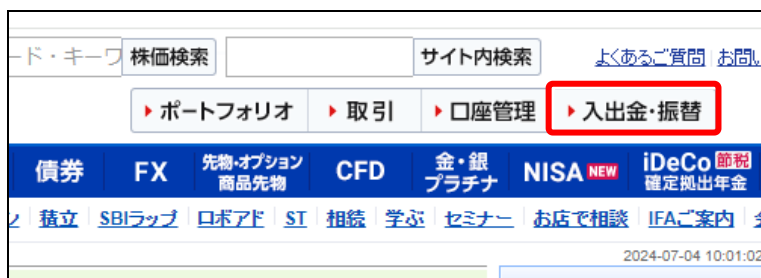 ード・キーワ 株価検索 サイト内検索 よくあるご質問 お問い
ポートフォリオ 取引 口座管理 入出金・振替
債券 FX 先物・オプション 商品先物 CFD 金・銀 プラチナ NISA NEW iDeCo 節税 確定拠出年金
積立 SBIラップ ロボアド ST 相続 学ぶ セミナー お店で相談 IFAご案内
2024-07-04 10:01:02